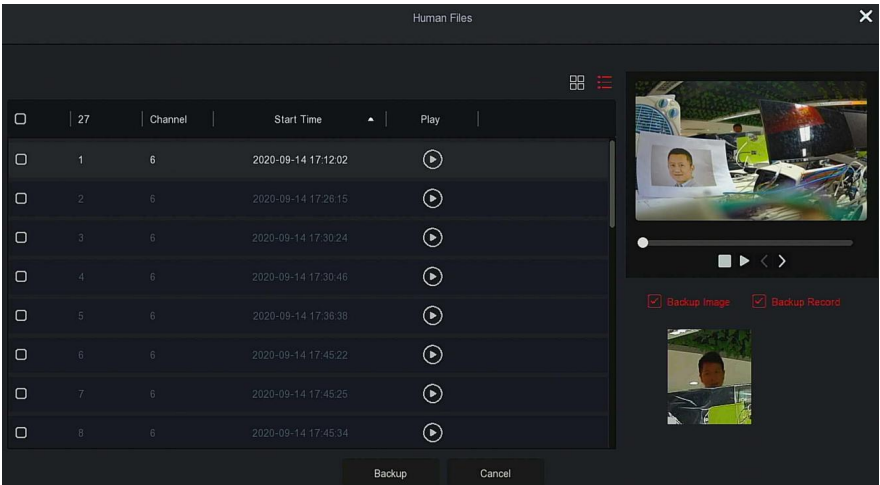 Human Files
27 Channel Start Time Play
1 6 2020-09-14 17:12:02
2 6 2020-09-14 17:26:15
3 6 2020-09-14 17:30:24
4 6 2020-09-14 17:30:46
5 6 2020-09-14 17:36:38
6 6 2020-09-14 17:45:22
7 6 2020-09-14 17:45:25
8 6 2020-09-14 17:45:34
Backup Image Backup Record
Backup Cancel